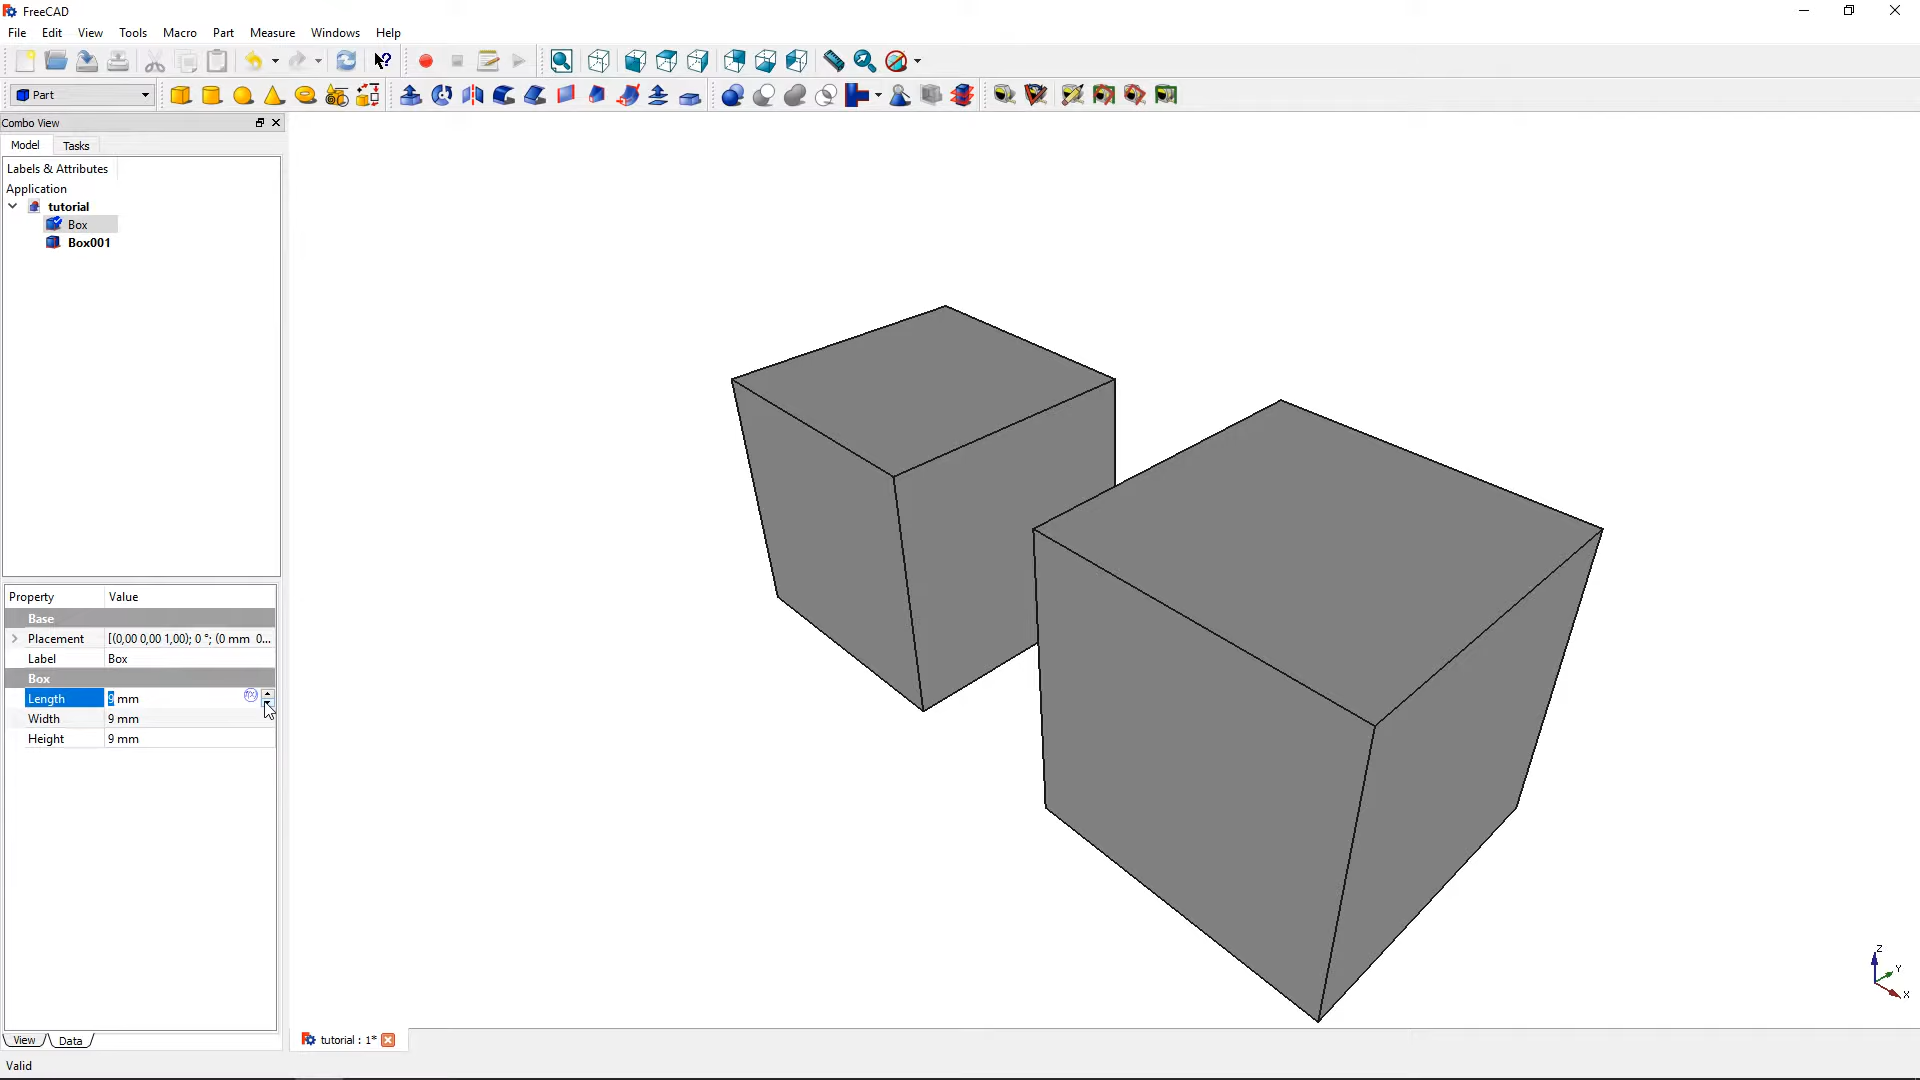 FreeCAD
File Edit View Tools Macro Part Measure Windows Help
Part
Combo View
Model Tasks
Labels & Attributes
Application
tutorial
Box
Box001
Property Value
Base
Placement [(0,00 0,00 1,00); 0 °; (0 mm 0...
Label Box
Box
Length 9 mm
Width 9 mm
Height 9 mm
Z
Y
X
View Data
tutorial : 1*
Valid